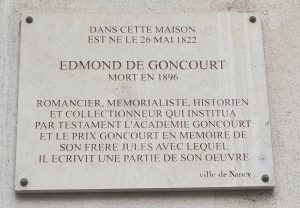 DANS CETTE MAISON
EST NE LE 26 MAI 1822
EDMOND DE GONCOURT
MORT EN 1896
ROMANCIER, MEMORIALISTE, HISTORIEN
ET COLLECTIONNEUR QUI INSTITUA
PAR TESTAMENT L'ACADEMIE GONCOURT
ET LE PRIX GONCOURT EN MEMOIRE DE
SON FRERE JULES AVEC LEQUEL
IL ECRIVIT UNE PARTIE DE SON OEUVRE
ville de Nancy